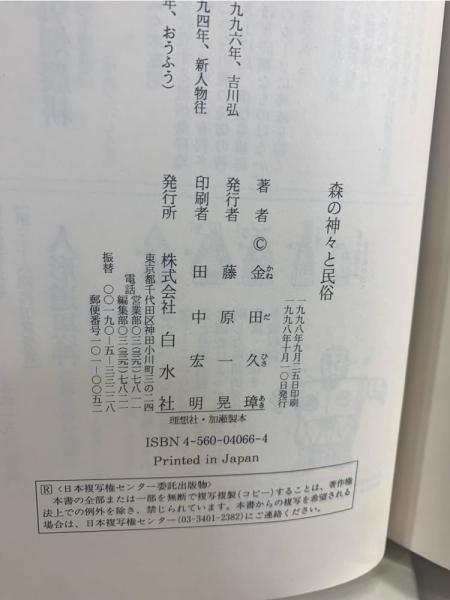 九九六年、吉川弘
九四年、新人物往
年、おうふう）
森の神々と民俗
一九九八年九月二五日印刷
一九九八年十月一〇日発行
著者 © 金田久璋
かね だ ひさ あき
発行者 藤原一晃
印刷者 田中宏明
発行所 株式会社 白水社
東京都千代田区神田小川町三の二四
電話 営業部〇三(三二九一)七八一一
編集部〇三(三二九一)七八二一
振替 〇〇一九〇―五―三三二二八
郵便番号一〇一―〇〇五二
理想社・加瀬製本
ISBN 4-560-04066-4
Printed in Japan
R〈日本複写権センター委託出版物〉
本書の全部または一部を無断で複写複製(コピー)することは、著作権
法上での例外を除き、禁じられています。本書からの複写を希望される
場合は、日本複写権センター(03-3401-2382)にご連絡ください。